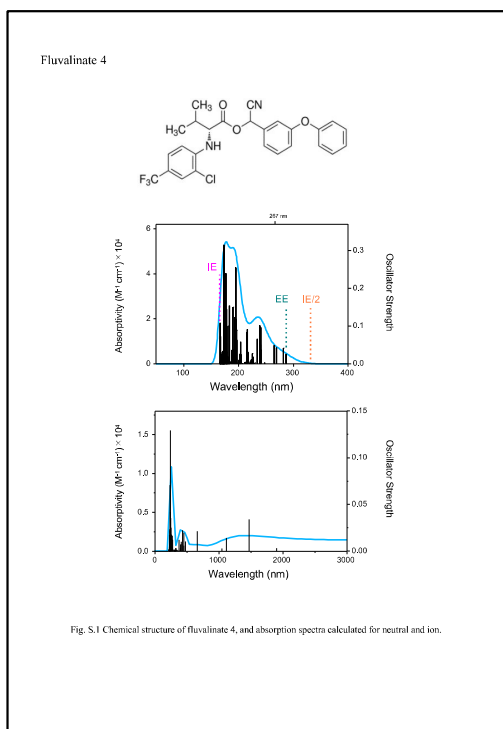 Fluvalinate 4
CH₃
O
CN
H₃C
O
O
NH
F₃C
Cl
267 nm
6
4
2
0
Absorptivity (M⁻¹ cm⁻¹) × 10⁴
IE
EE
IE/2
0.3
0.2
0.1
0.0
Oscillator Strength
100
200
300
400
Wavelength (nm)
1.5
1.0
0.5
0.0
Absorptivity (M⁻¹ cm⁻¹) × 10⁴
0.15
0.10
0.05
0.00
Oscillator Strength
0
1000
2000
3000
Wavelength (nm)
Fig. S.1 Chemical structure of fluvalinate 4, and absorption spectra calculated for neutral and ion.